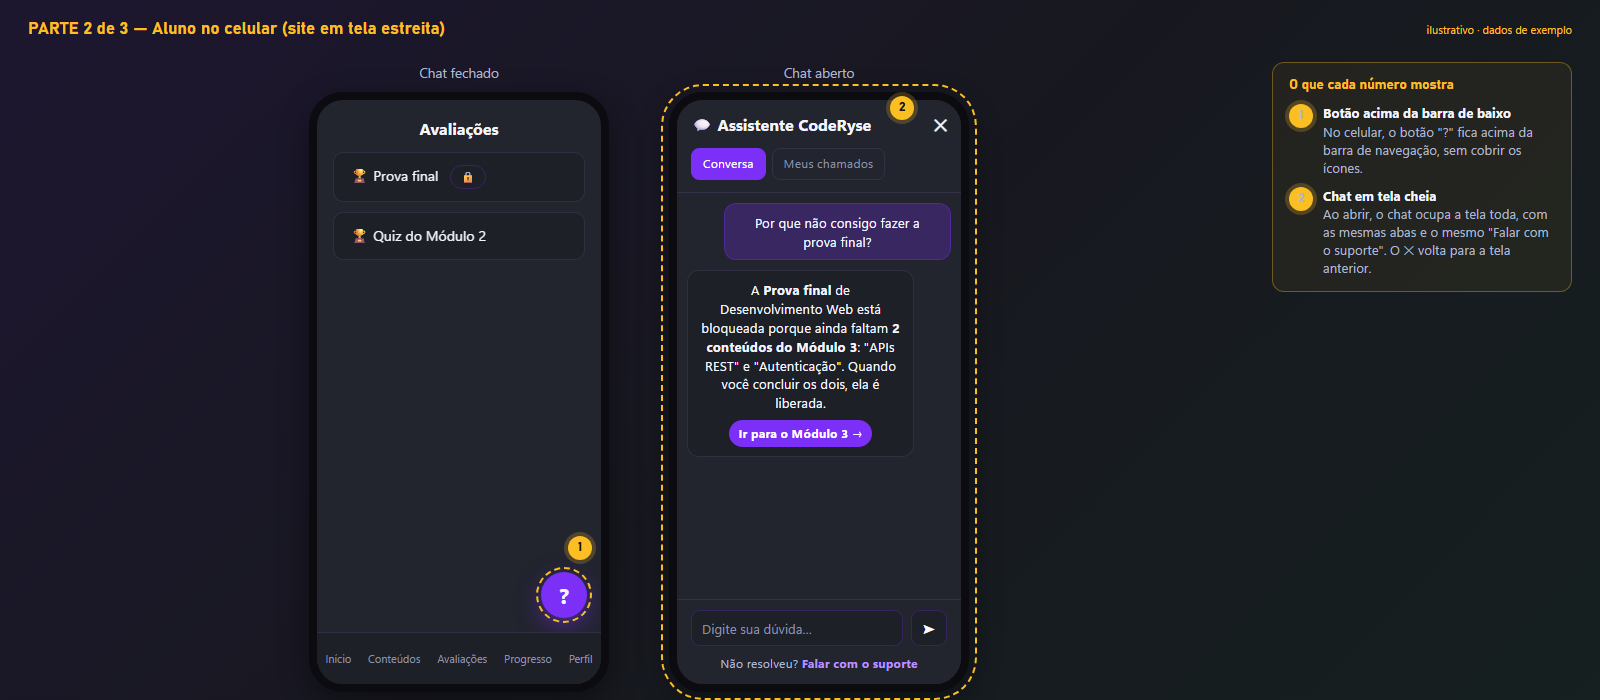 PARTE 2 de 3 — Aluno no celular (site em tela estreita)
ilustrativo · dados de exemplo
Chat fechado
Avaliações
🏆 Prova final 🔒
🏆 Quiz do Módulo 2
1
?
Início Conteúdos Avaliações Progresso Perfil
Chat aberto
2
💬 Assistente CodeRyse ✕
Conversa Meus chamados
Por que não consigo fazer a
prova final?
A Prova final de
Desenvolvimento Web está
bloqueada porque ainda faltam 2
conteúdos do Módulo 3: "APIs
REST" e "Autenticação". Quando
você concluir os dois, ela é
liberada.
Ir para o Módulo 3 →
Digite sua dúvida... ➤
Não resolveu? Falar com o suporte
O que cada número mostra
1 Botão acima da barra de baixo
No celular, o botão "?" fica acima da
barra de navegação, sem cobrir os
ícones.
2 Chat em tela cheia
Ao abrir, o chat ocupa a tela toda, com
as mesmas abas e o mesmo "Falar com
o suporte". O ✕ volta para a tela
anterior.